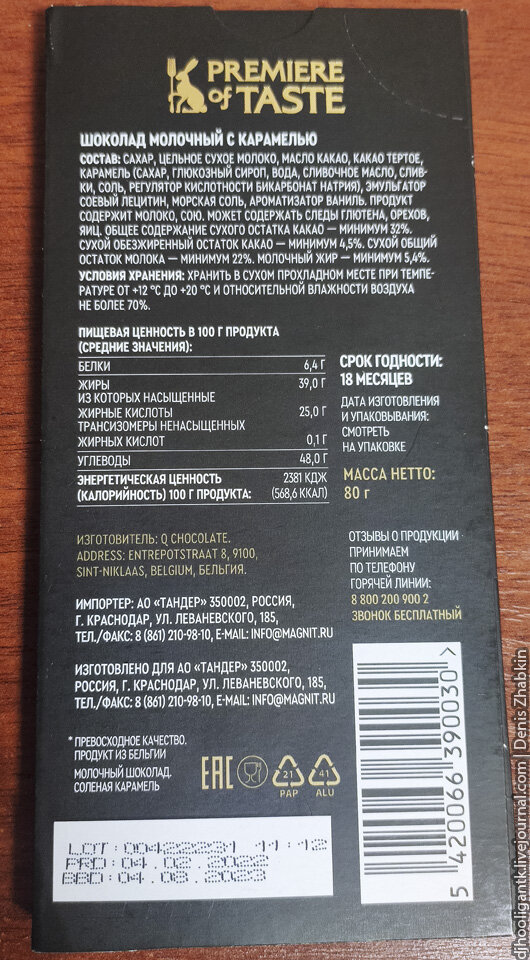 PREMIERE
of TASTE
ШОКОЛАД МОЛОЧНЫЙ С КАРАМЕЛЬЮ
СОСТАВ: САХАР, ЦЕЛЬНОЕ СУХОЕ МОЛОКО, МАСЛО КАКАО, КАКАО ТЕРТОЕ,
КАРАМЕЛЬ (САХАР, ГЛЮКОЗНЫЙ СИРОП, ВОДА, СЛИВОЧНОЕ МАСЛО, СЛИВ-
КИ, СОЛЬ, РЕГУЛЯТОР КИСЛОТНОСТИ БИКАРБОНАТ НАТРИЯ), ЭМУЛЬГАТОР
СОЕВЫЙ ЛЕЦИТИН, МОРСКАЯ СОЛЬ, АРОМАТИЗАТОР ВАНИЛЬ. ПРОДУКТ
СОДЕРЖИТ МОЛОКО, СОЮ. МОЖЕТ СОДЕРЖАТЬ СЛЕДЫ ГЛЮТЕНА, ОРЕХОВ,
ЯИЦ. ОБЩЕЕ СОДЕРЖАНИЕ СУХОГО ОСТАТКА КАКАО — МИНИМУМ 32%.
СУХОЙ ОБЕЗЖИРЕННЫЙ ОСТАТОК КАКАО — МИНИМУМ 4,5%. СУХОЙ ОБЩИЙ
ОСТАТОК МОЛОКА — МИНИМУМ 22%. МОЛОЧНЫЙ ЖИР — МИНИМУМ 5,4%.
УСЛОВИЯ ХРАНЕНИЯ: ХРАНИТЬ В СУХОМ ПРОХЛАДНОМ МЕСТЕ ПРИ ТЕМПЕ-
РАТУРЕ ОТ +12 °С ДО +20 °С И ОТНОСИТЕЛЬНОЙ ВЛАЖНОСТИ ВОЗДУХА
НЕ БОЛЕЕ 70%.
ПИЩЕВАЯ ЦЕННОСТЬ В 100 Г ПРОДУКТА
(СРЕДНИЕ ЗНАЧЕНИЯ):
БЕЛКИ 6,4 Г
ЖИРЫ 39,0 Г
ИЗ КОТОРЫХ НАСЫЩЕННЫЕ
ЖИРНЫЕ КИСЛОТЫ 25,0 Г
ТРАНСИЗОМЕРЫ НЕНАСЫЩЕННЫХ
ЖИРНЫХ КИСЛОТ 0,1 Г
УГЛЕВОДЫ 48,0 Г
ЭНЕРГЕТИЧЕСКАЯ ЦЕННОСТЬ 2381 КДЖ
(КАЛОРИЙНОСТЬ) 100 Г ПРОДУКТА: (568,6 ККАЛ)
СРОК ГОДНОСТИ:
18 МЕСЯЦЕВ
ДАТА ИЗГОТОВЛЕНИЯ
И УПАКОВЫВАНИЯ:
СМОТРЕТЬ
НА УПАКОВКЕ
МАССА НЕТТО:
80 г
ИЗГОТОВИТЕЛЬ: Q CHOCOLATE.
ADDRESS: ENTREPOTSTRAAT 8, 9100,
SINT-NIKLAAS, BELGIUM, БЕЛЬГИЯ.
ОТЗЫВЫ О ПРОДУКЦИИ
ПРИНИМАЕМ
ПО ТЕЛЕФОНУ
ГОРЯЧЕЙ ЛИНИИ:
8 800 200 900 2
ЗВОНОК БЕСПЛАТНЫЙ
ИМПОРТЕР: АО «ТАНДЕР» 350002, РОССИЯ,
Г. КРАСНОДАР, УЛ. ЛЕВАНЕВСКОГО, 185,
ТЕЛ./ФАКС: 8 (861) 210-98-10, E-MAIL: INFO@MAGNIT.RU
ИЗГОТОВЛЕНО ДЛЯ АО «ТАНДЕР» 350002,
РОССИЯ, Г. КРАСНОДАР, УЛ. ЛЕВАНЕВСКОГО, 185,
ТЕЛ./ФАКС: 8 (861) 210-98-10, E-MAIL: INFO@MAGNIT.RU
* ПРЕВОСХОДНОЕ КАЧЕСТВО.
ПРОДУКТ ИЗ БЕЛЬГИИ
МОЛОЧНЫЙ ШОКОЛАД.
СОЛЕНАЯ КАРАМЕЛЬ
EAC
21
PAP
41
ALU
5 420066 390030 >
LOT:00422231 11:12
PRD:04.02.2022
BBD:04.08.2023
djhooligantk.livejournal.com | Denis Zhabkin